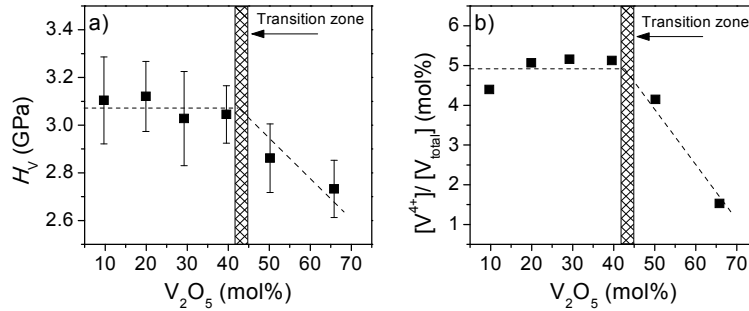 a)
Transition zone
3.4
3.2
3.0
2.8
2.6
H_V (GPa)
10 20 30 40 50 60 70
V₂O₅ (mol%)
b)
Transition zone
6
5
4
3
2
1
[V⁴⁺]/ [V_total] (mol%)
10 20 30 40 50 60 70
V₂O₅ (mol%)